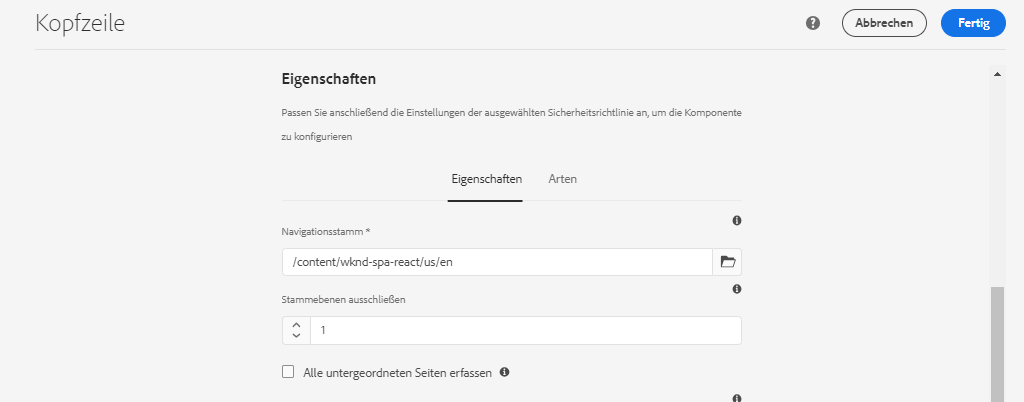 Kopfzeile
Abbrechen
Fertig
Eigenschaften
Passen Sie anschließend die Einstellungen der ausgewählten Sicherheitsrichtlinie an, um die Komponente
zu konfigurieren
Eigenschaften
Arten
Navigationsstamm *
/content/wknd-spa-react/us/en
Stammebenen ausschließen
1
Alle untergeordneten Seiten erfassen